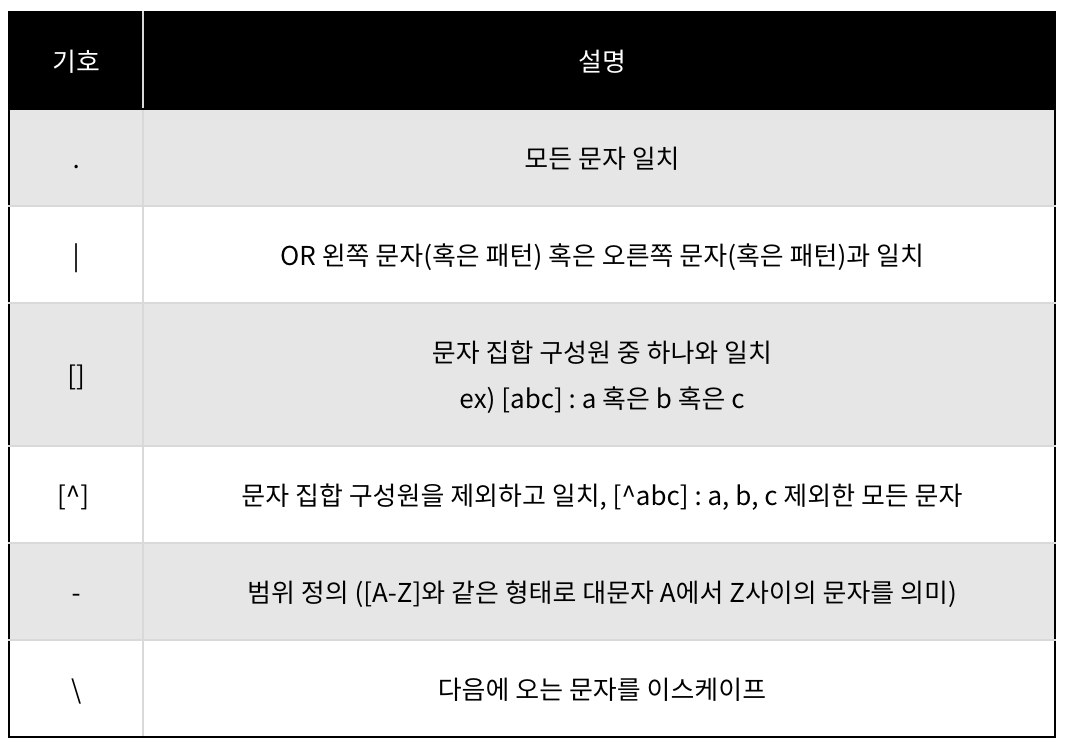 기호 설명
. 모든 문자 일치
| OR 왼쪽 문자(혹은 패턴) 혹은 오른쪽 문자(혹은 패턴)과 일치
[] 문자 집합 구성원 중 하나와 일치
ex) [abc] : a 혹은 b 혹은 c
[^] 문자 집합 구성원을 제외하고 일치, [^abc] : a, b, c 제외한 모든 문자
- 범위 정의 ([A-Z]와 같은 형태로 대문자 A에서 Z사이의 문자를 의미)
\ 다음에 오는 문자를 이스케이프